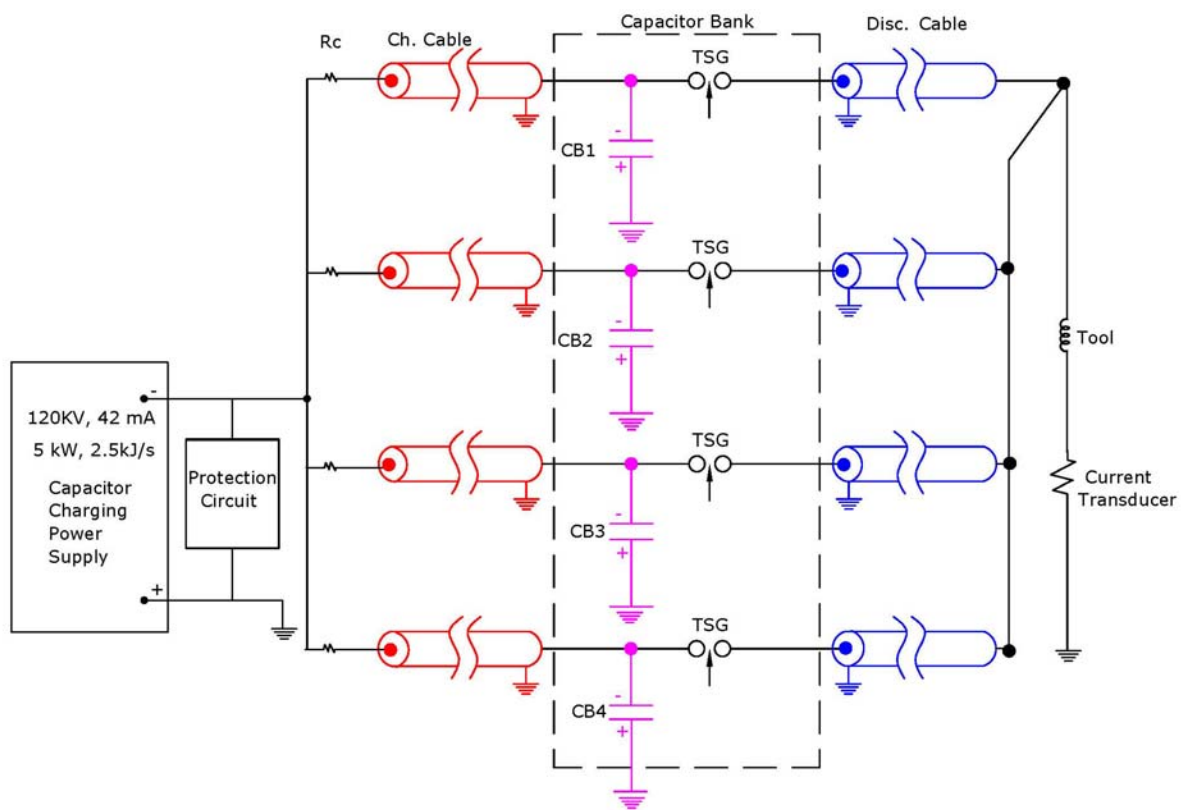 Capacitor Bank
Rc
Ch. Cable
Disc. Cable
TSG
-
CB1
+
TSG
-
CB2
+
Tool
-
120KV, 42 mA
5 kW, 2.5kJ/s
Capacitor
Charging
Power
Supply
+
Protection
Circuit
TSG
-
CB3
+
Current
Transducer
TSG
-
CB4
+